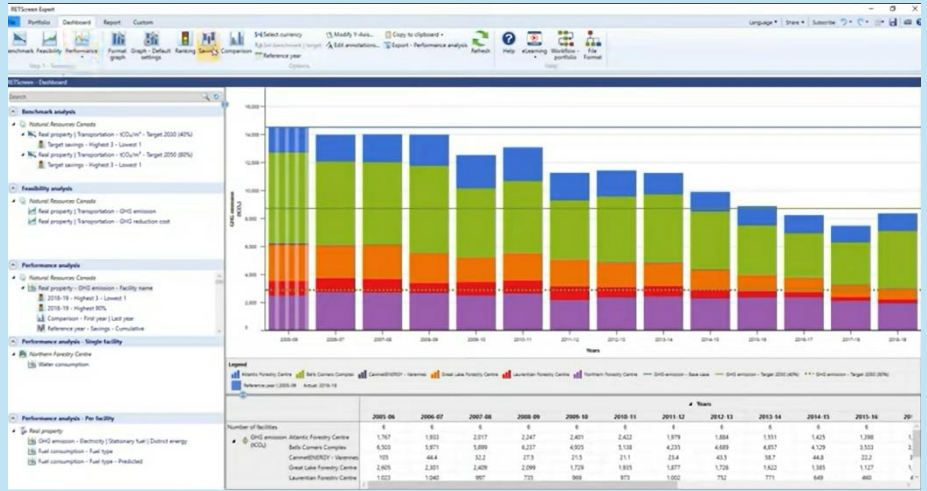 RETScreen Expert
Portfolio Dashboard Report Custom
Language Share Subscribe
Benchmark Feasibility Performance
Format graph
Graph - Default settings
Ranking Savings Comparison
Select currency
Reference year
Modify Y-Axis...
Edit annotations...
Copy to clipboard
Export - Performance analysis
Refresh
Help eLearning Workflow - portfolio File Format
Options
Help
RETScreen - Dashboard
Search
Benchmark analysis
Natural Resources Canada
Real property | Transportation - tCO₂/m² - Target 2030 (40%)
Target savings - Highest 3 - Lowest 1
Real property | Transportation - tCO₂/m² - Target 2050 (80%)
Target savings - Highest 3 - Lowest 1
Feasibility analysis
Natural Resources Canada
Real property | Transportation - GHG emission
Real property | Transportation - GHG reduction cost
Performance analysis
Natural Resources Canada
Real property - GHG emission - Facility name
2018-19 - Highest 3 - Lowest 1
2018-19 - Highest 90%
Comparison - First year | Last year
Reference year - Savings - Cumulative
Performance analysis - Single facility
Northern Forestry Centre
Water consumption
Performance analysis - Per facility
Real property
GHG emission - Electricity | Stationary fuel | District energy
Fuel consumption - Fuel type
Fuel consumption - Fuel type - Predicted
GHG emission
(tCO₂)
16,000
14,000
12,000
10,000
8,000
6,000
4,000
2,000
0
2005-06 2006-07 2007-08 2008-09 2009-10 2010-11 2011-12 2012-13 2013-14 2014-15 2015-16 2016-17 2017-18 2018-19
Years
Legend
Atlantic Forestry Centre Bells Corners Complex CanmetENERGY - Varennes Great Lake Forestry Centre Laurentian Forestry Centre Northern Forestry Centre GHG emission - Base case GHG emission - Target 2030 (40%) GHG emission - Target 2050 (80%)
Reference year | 2005-06 Actual 2018-19
Years
2005-06 2006-07 2007-08 2008-09 2009-10 2010-11 2011-12 2012-13 2013-14 2014-15 2015-16
Number of facilities 6 6 6 6 6 6 6 6 6 6 6
GHG emission (tCO₂) Atlantic Forestry Centre 1,767 1,933 2,017 2,247 2,401 2,422 1,979 1,884 1,551 1,425 1,398
Bells Corners Complex 6,503 5,971 5,899 6,237 4,905 5,138 4,235 4,689 4,857 4,129 3,533
CanmetENERGY - Varennes 105 44.4 32.2 27.5 21.5 21.1 23.4 43.5 58.7 44.8 22.2
Great Lake Forestry Centre 2,605 2,301 2,409 2,099 1,729 1,935 1,877 1,726 1,622 1,385 1,127
Laurentian Forestry Centre 1,023 1,040 997 735 969 973 1,002 752 771 649 440